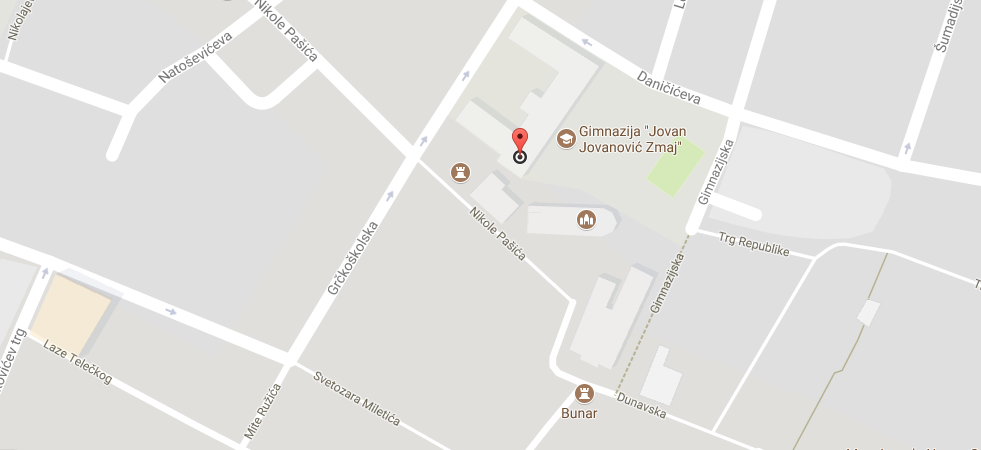 Nikole Pašića
Natoševićeva
Daničićeva
Gimnazija "Jovan
Jovanović Zmaj"
Gimnazijska
Nikole Pašića
Grčkoškolska
Trg Republike
Gimnazijska
Laze Telečkog
Svetozara Miletića
Mite Ružića
Dunavska
Bunar